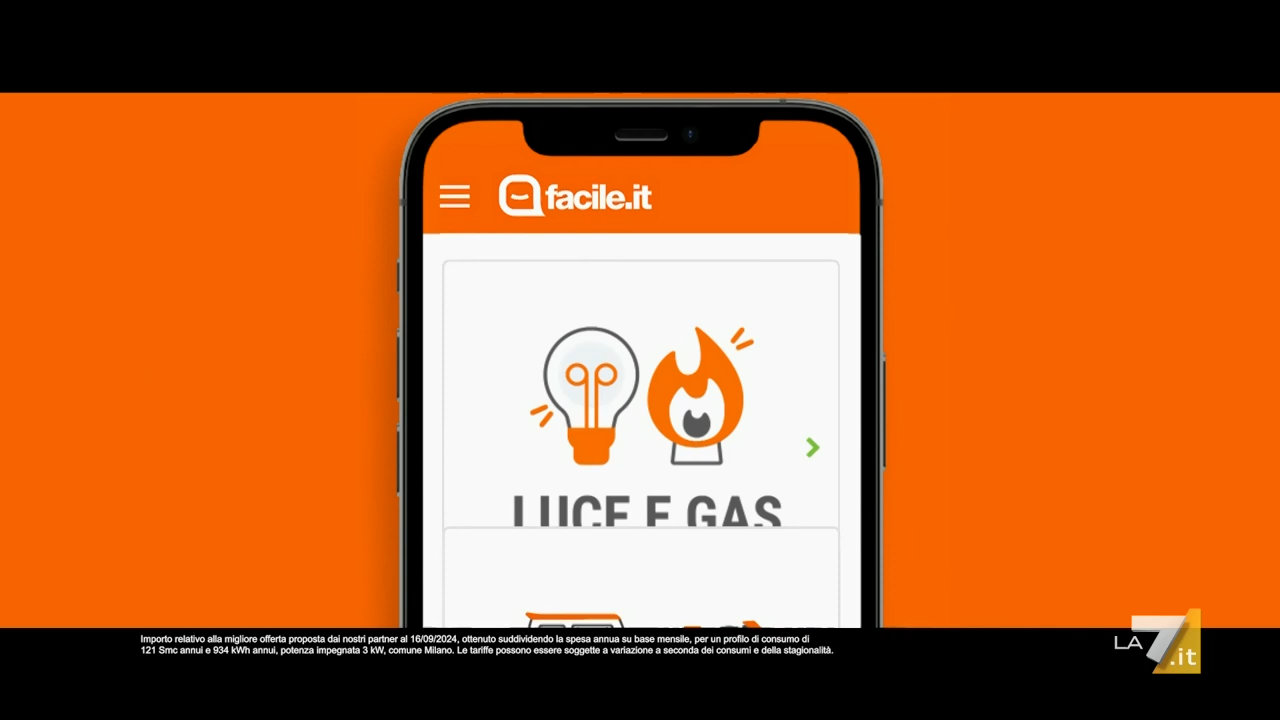 facile.it
LUCE E GAS
Importo relativo alla migliore offerta proposta dai nostri partner al 16/09/2024, ottenuto suddividendo la spesa annua su base mensile, per un profilo di consumo di
121 Smc annui e 934 kWh annui, potenza impegnata 3 kW, comune Milano. Le tariffe possono essere soggette a variazione a seconda dei consumi e della stagionalità.
LA7.it